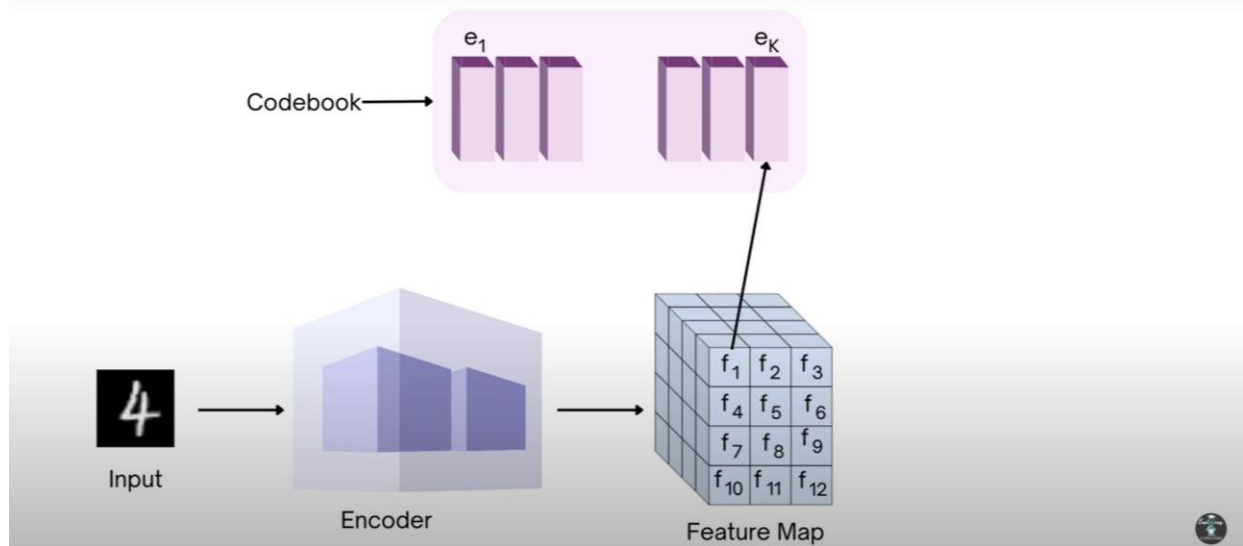 e₁ e_K
Codebook
f₁ f₂ f₃
f₄ f₅ f₆
f₇ f₈ f₉
f₁₀ f₁₁ f₁₂
4
Input
Encoder
Feature Map